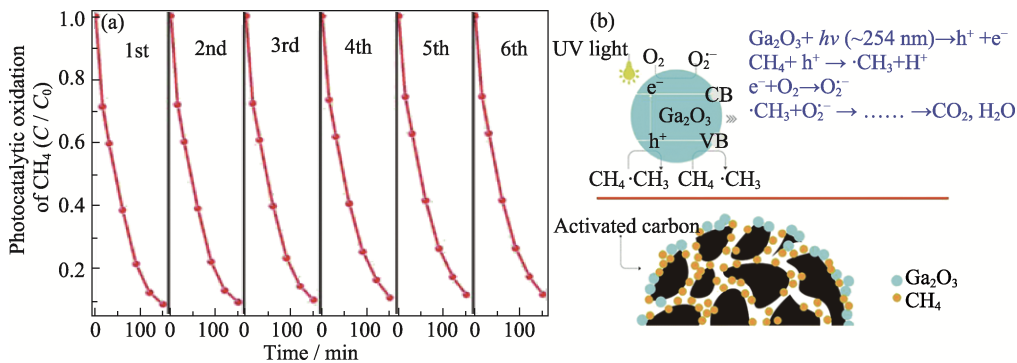 (a)
Photocatalytic oxidation
of CH₄ (C / C₀)
1.0
0.8
0.6
0.4
0.2
1st
2nd
3rd
4th
5th
6th
0 100 0 100 0 100 0 100 0 100 0 100
Time / min
(b)
UV light
O₂ O₂·⁻
e⁻
CB
Ga₂O₃
h⁺
VB
CH₄ ·CH₃ CH₄ ·CH₃
Ga₂O₃+ hν (~254 nm)→h⁺ +e⁻
CH₄+ h⁺ → ·CH₃+H⁺
e⁻+O₂→O₂·⁻
·CH₃+O₂·⁻ → …… →CO₂, H₂O
Activated carbon
Ga₂O₃
CH₄